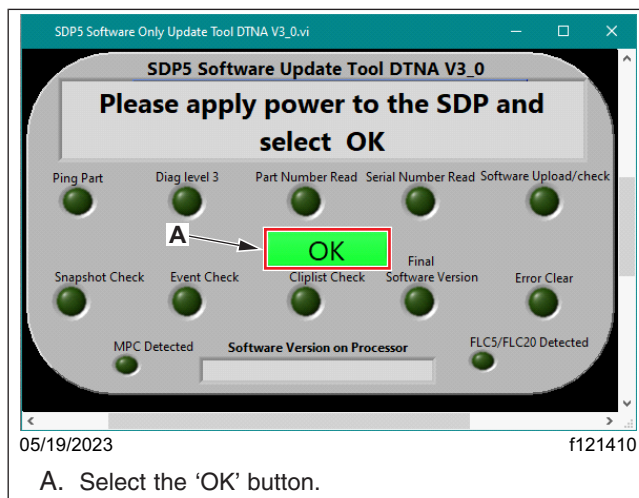 SDP5 Software Only Update Tool DTNA V3_0.vi
SDP5 Software Update Tool DTNA V3_0
Please apply power to the SDP and
select OK
Ping Part
Diag level 3
Part Number Read
Serial Number Read
Software Upload/check
A
OK
Snapshot Check
Event Check
Cliplist Check
Final
Software Version
Error Clear
MPC Detected
Software Version on Processor
FLC5/FLC20 Detected
05/19/2023
f121410
A. Select the ‘OK’ button.